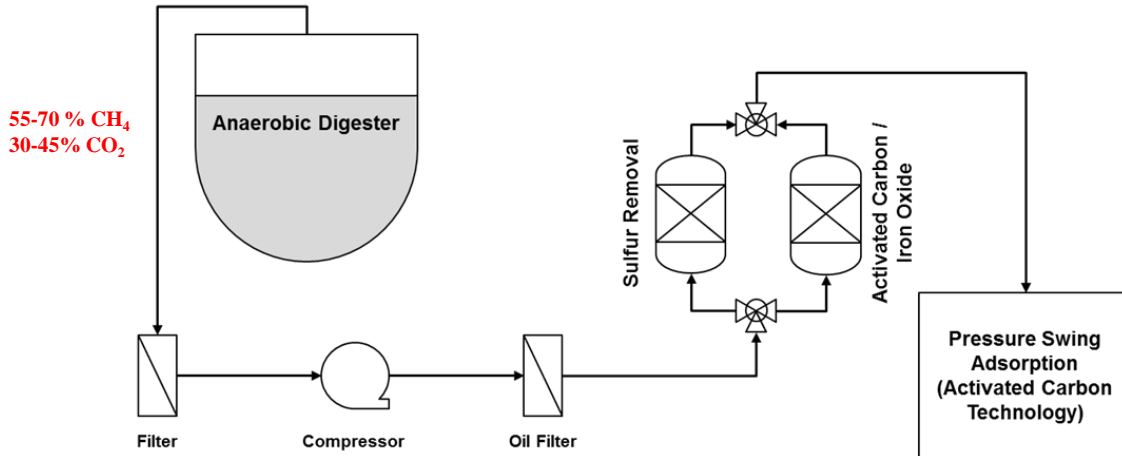 55-70 % CH₄
30-45% CO₂
Anaerobic Digester
Sulfur Removal
Activated Carbon /
Iron Oxide
Pressure Swing
Adsorption
(Activated Carbon
Technology)
Filter
Compressor
Oil Filter